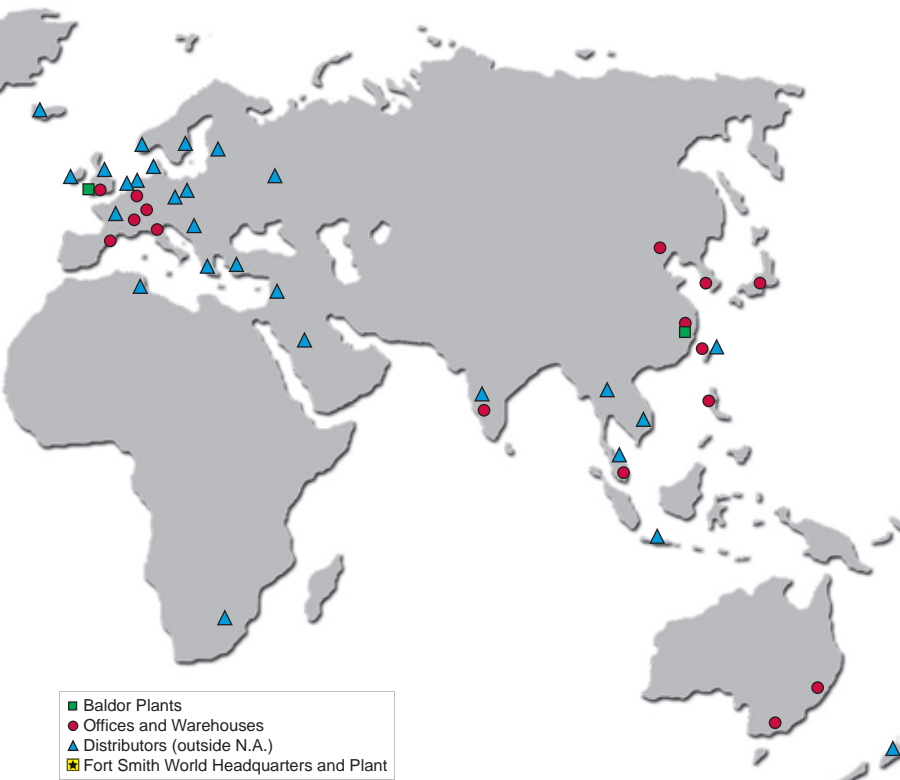 Baldor Plants
Offices and Warehouses
Distributors (outside N.A.)
Fort Smith World Headquarters and Plant